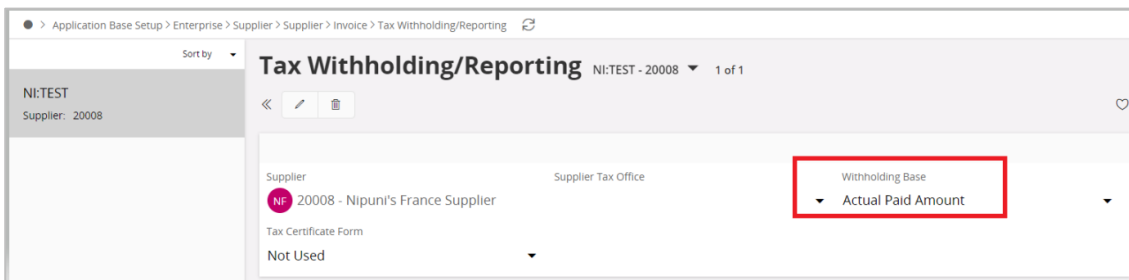 Application Base Setup > Enterprise > Supplier > Supplier > Invoice > Tax Withholding/Reporting
Sort by
NI:TEST
Supplier: 20008
Tax Withholding/Reporting NI:TEST - 20008 1 of 1
Supplier
Supplier Tax Office
Withholding Base
NF 20008 - Nipuni's France Supplier
Actual Paid Amount
Tax Certificate Form
Not Used